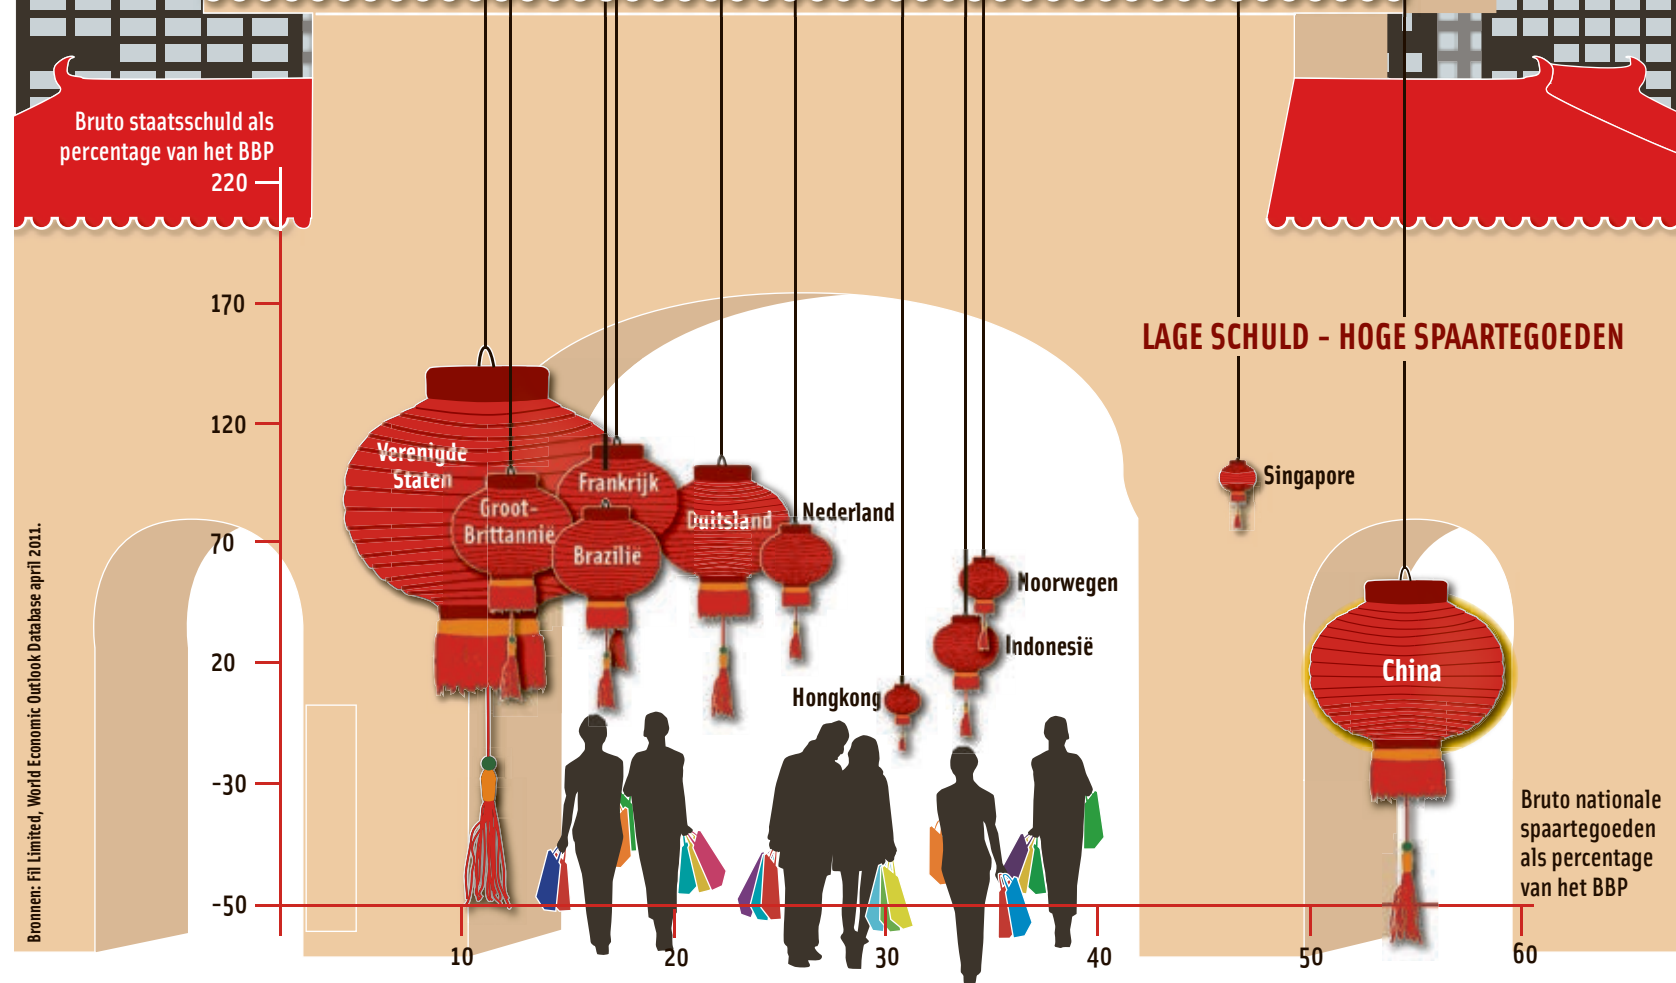 Bruto staatsschuld als
percentage van het BBP
220
170
120
70
20
-30
-50
LAGE SCHULD – HOGE SPAARTEGOEDEN
Verenigde
Staten
Groot-
Brittannië
Frankrijk
Brazilië
Duitsland
Nederland
Singapore
Noorwegen
Indonesië
Hongkong
China
Bruto nationale
spaartegoeden
als percentage
van het BBP
10
20
30
40
50
60
Bronnen: Fil Limited, World Economic Outlook Database april 2011.